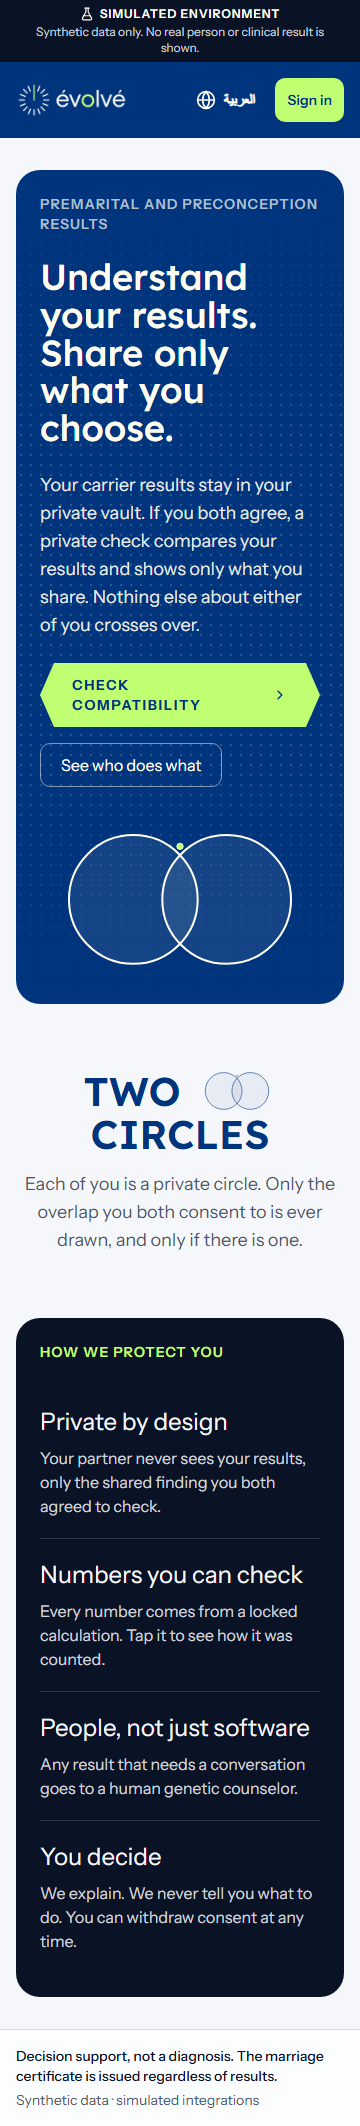 SIMULATED ENVIRONMENT
Synthetic data only. No real person or clinical result is
shown.
évolvé
العربية
Sign in
PREMARITAL AND PRECONCEPTION
RESULTS
Understand
your results.
Share only
what you
choose.
Your carrier results stay in your
private vault. If you both agree, a
private check compares your
results and shows only what you
share. Nothing else about either
of you crosses over.
CHECK
COMPATIBILITY
See who does what
TWO
CIRCLES
Each of you is a private circle. Only the
overlap you both consent to is ever
drawn, and only if there is one.
HOW WE PROTECT YOU
Private by design
Your partner never sees your results,
only the shared finding you both
agreed to check.
Numbers you can check
Every number comes from a locked
calculation. Tap it to see how it was
counted.
People, not just software
Any result that needs a conversation
goes to a human genetic counselor.
You decide
We explain. We never tell you what to
do. You can withdraw consent at any
time.
Decision support, not a diagnosis. The marriage
certificate is issued regardless of results.
Synthetic data · simulated integrations